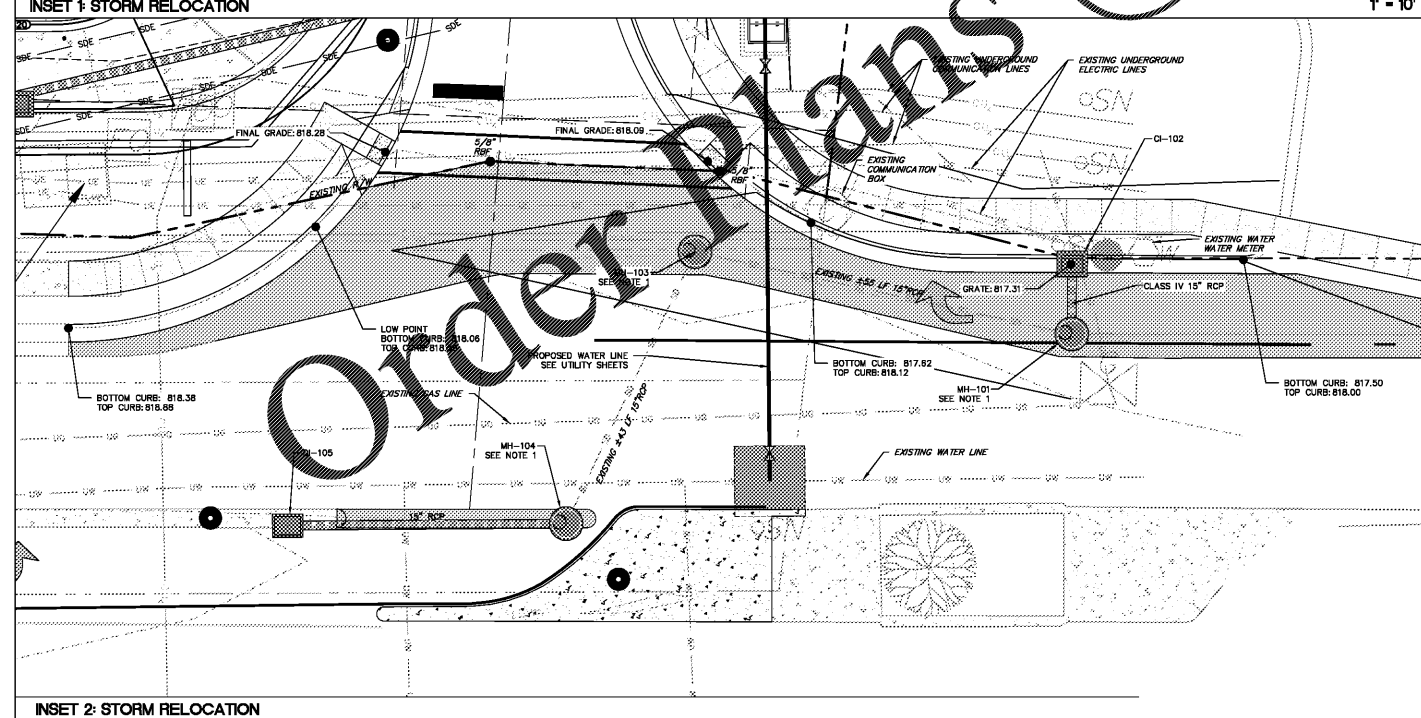 INSET 1: STORM RELOCATION
1" = 10'
SDE
SDE
SDE
SDE
SDE
EXISTING UNDERGROUND
COMMUNICATION LINES
EXISTING UNDERGROUND
ELECTRIC LINES
SN
SN
CI-102
FINAL GRADE: 818.28
FINAL GRADE: 818.09
5/8"
RBF
5/8"
RBF
EXISTING
COMMUNICATION
BOX
EXISTING R/W
EXISTING WATER
WATER METER
MH-103
SEE NOTE 1
EXISTING ±55 LF 15" RCP
GRATE: 817.31
CLASS IV 15" RCP
LOW POINT
BOTTOM CURB: 818.06
PROPOSED WATER LINE
SEE UTILITY SHEETS
BOTTOM CURB: 817.62
TOP CURB: 818.12
MH-101
SEE NOTE 1
BOTTOM CURB: 817.50
TOP CURB: 818.00
BOTTOM CURB: 818.38
TOP CURB: 818.88
EXISTING GAS LINE
EXISTING ±43 LF 15" RCP
CI-105
MH-104
SEE NOTE 1
EXISTING WATER LINE
15" RCP
SN
Order Plans
INSET 2: STORM RELOCATION